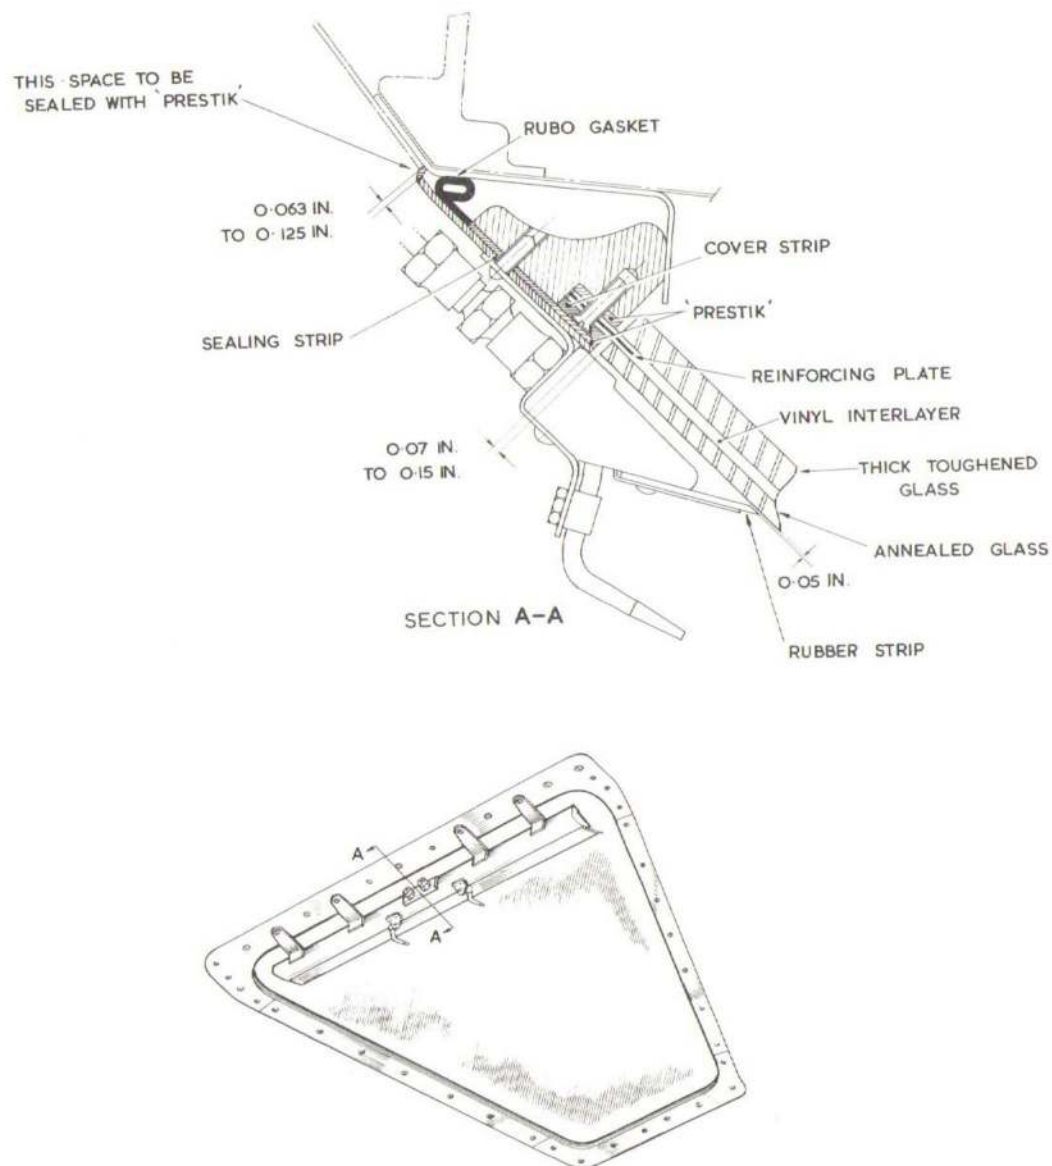 THIS SPACE TO BE
SEALED WITH 'PRESTIK'
RUBO GASKET
0·063 IN.
TO 0·125 IN.
COVER STRIP
'PRESTIK'
SEALING STRIP
REINFORCING PLATE
VINYL INTERLAYER
0·07 IN.
TO 0·15 IN.
THICK TOUGHENED
GLASS
ANNEALED GLASS
0·05 IN.
SECTION A-A
RUBBER STRIP
A
A